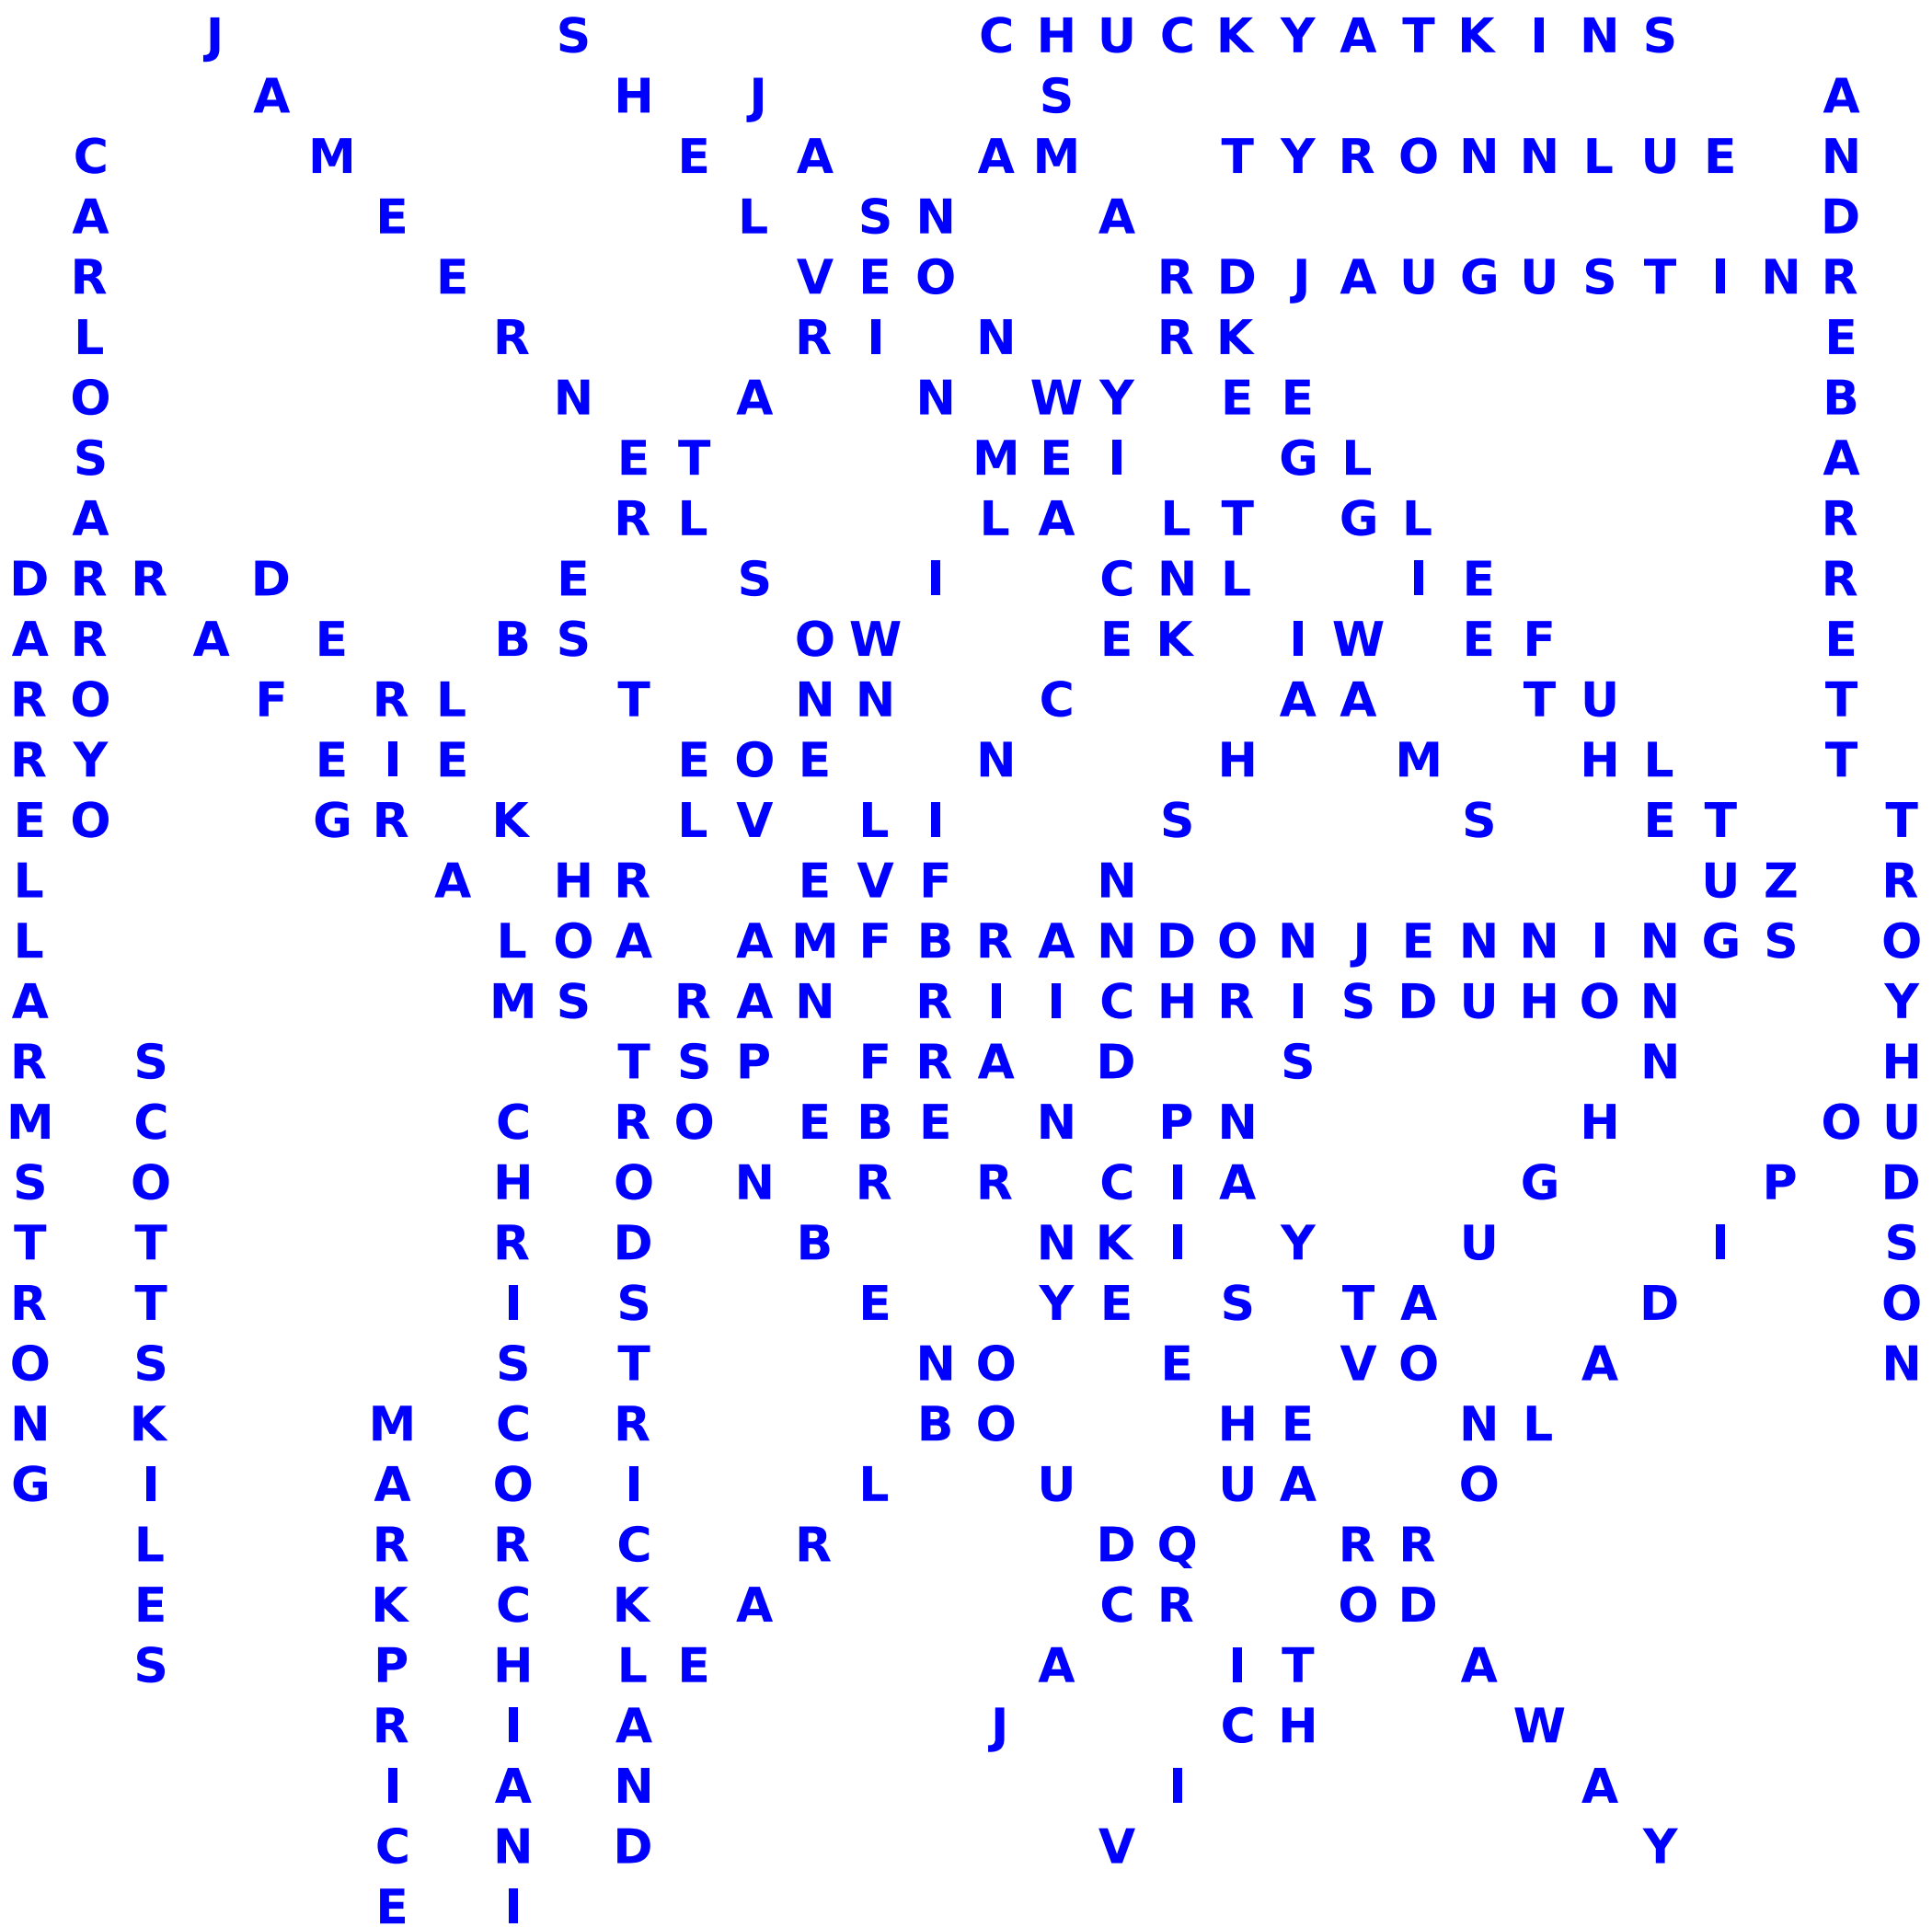 J S C H U C K Y A T K I N S
A H J S A
C M E A A M T Y R O N N L U E N
A E L S N A D
R E V E O R D J A U G U S T I N R
L R R I N R K E
O N A N W Y E E B
S E T M E I G L A
A R L L A L T G L R
D R R D E S I C N L I E R
A R A E B S O W E K I W E F E
R O F R L T N N C A A T U T
R Y E I E E O E N H M H L T
E O G R K L V L I S S E T T
L A H R E V F N U Z R
L L O A A M F B R A N D O N J E N N I N G S O
A M S R A N R I I C H R I S D U H O N Y
R S T S P F R A D S N H
M C C R O E B E N P N H O U
S O H O N R R C I A G P D
T T R D B N K I Y U I S
R T I S E Y E S T A D O
O S S T N O E V O A N
N K M C R B O H E N L
G I A O I L U U A O
L R R C R D Q R R
E K C K A C R O D
S P H L E A I T A
R I A J C H W
I A N I A
C N D V Y
E I